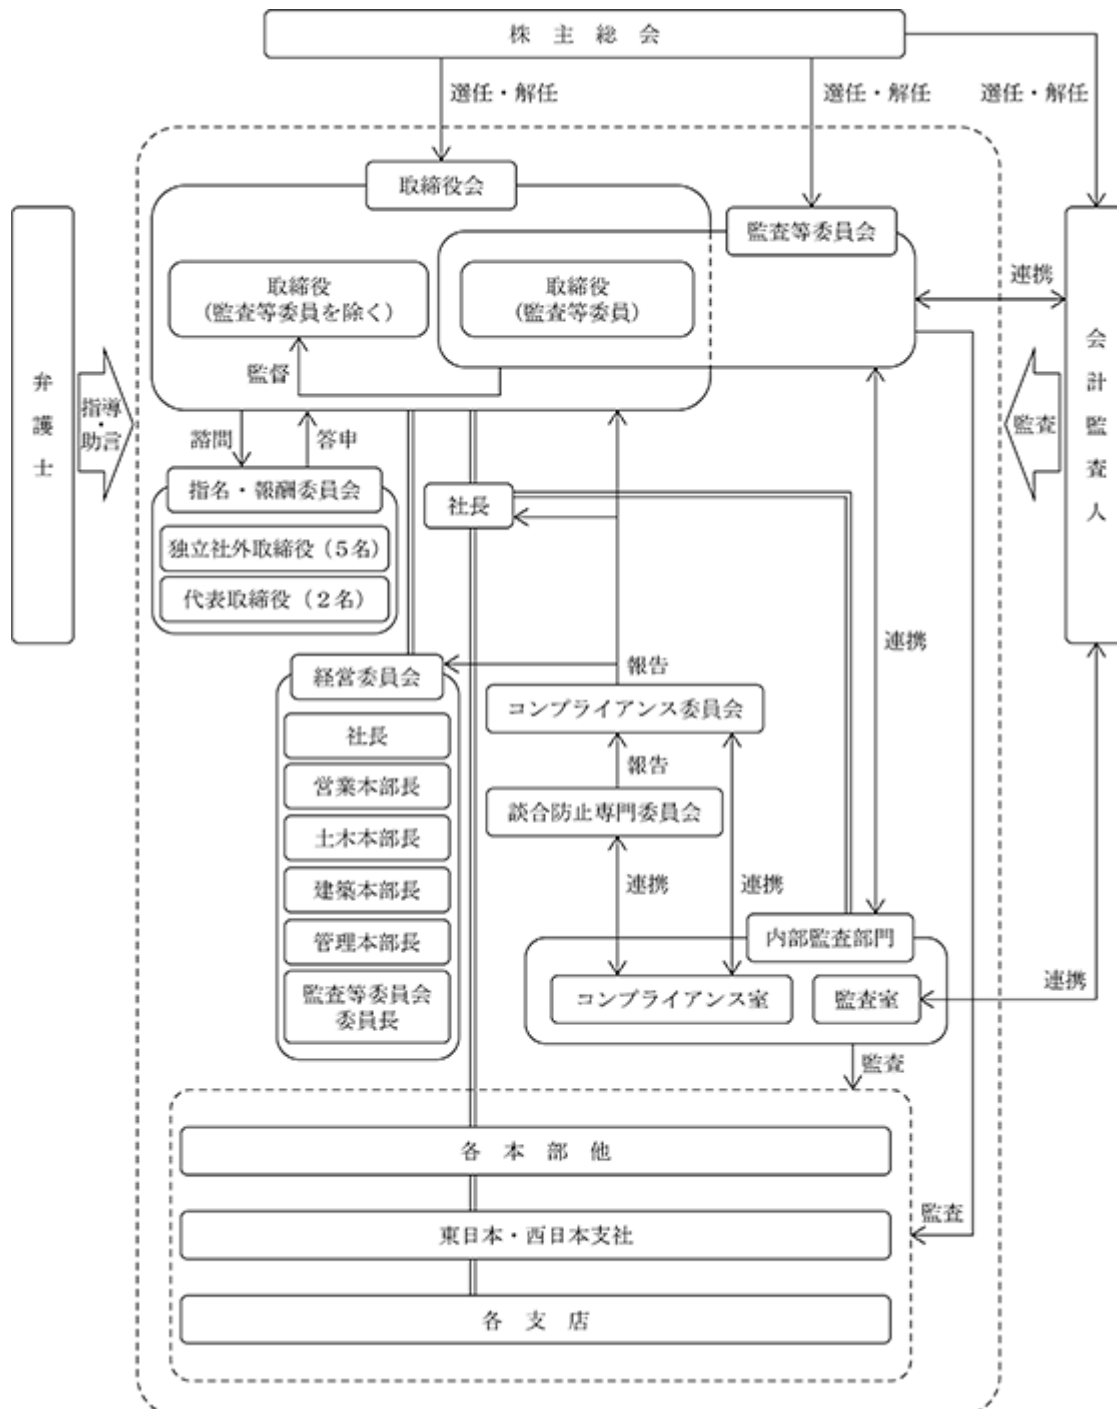 株主総会
選任・解任
選任・解任
選任・解任
取締役会
監査等委員会
取締役
(監査等委員を除く)
取締役
(監査等委員)
連携
監督
弁護士
指導・助言
会計監査人
監査
諮問
答申
指名・報酬委員会
独立社外取締役(5名)
代表取締役(2名)
社長
連携
経営委員会
社長
営業本部長
土木本部長
建築本部長
管理本部長
監査等委員会
委員長
報告
コンプライアンス委員会
報告
談合防止専門委員会
連携
連携
内部監査部門
コンプライアンス室
監査室
連携
監査
各本部他
東日本・西日本支社
各支店
監査